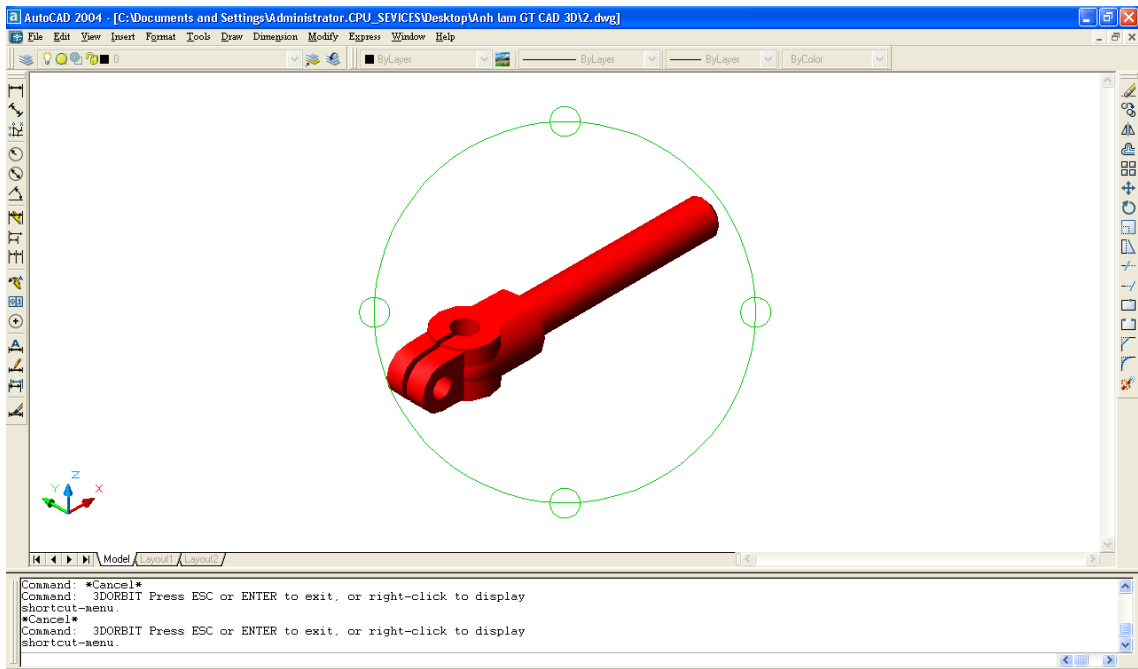 AutoCAD 2004 - [C:\Documents and Settings\Administrator.CPU_SEVICES\Desktop\Anh lam GT CAD 3D\2.dwg]
File Edit View Insert Format Tools Draw Dimension Modify Express Window Help
0 ByLayer ByLayer ByLayer ByColor
Z
Y X
Model Layout1 Layout2
Command: *Cancel*
Command:  3DORBIT Press ESC or ENTER to exit, or right-click to display
shortcut-menu.
*Cancel*
Command:  3DORBIT Press ESC or ENTER to exit, or right-click to display
shortcut-menu.